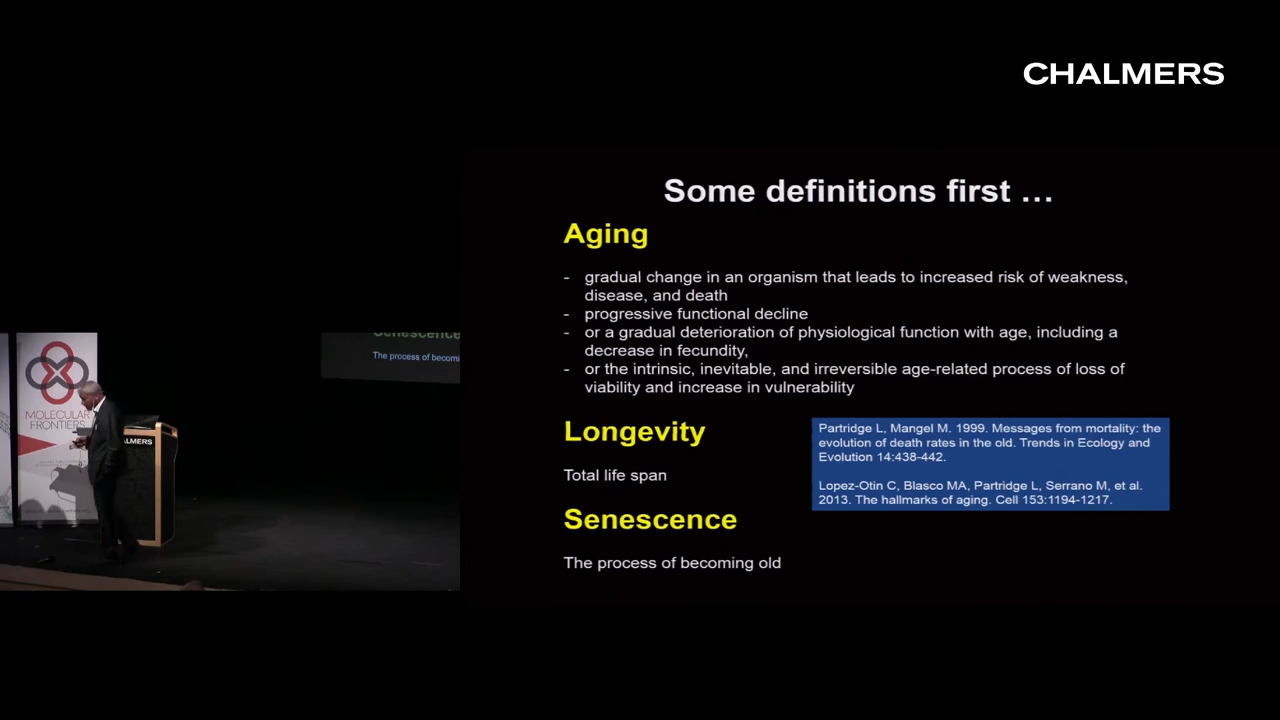 CHALMERS
Some definitions first …
Aging
- gradual change in an organism that leads to increased risk of weakness,
disease, and death
- progressive functional decline
- or a gradual deterioration of physiological function with age, including a
decrease in fecundity,
- or the intrinsic, inevitable, and irreversible age-related process of loss of
viability and increase in vulnerability
Longevity
Total life span
Partridge L, Mangel M. 1999. Messages from mortality: the
evolution of death rates in the old. Trends in Ecology and
Evolution 14:438-442.
Lopez-Otin C, Blasco MA, Partridge L, Serrano M, et al.
2013. The hallmarks of aging. Cell 153:1194-1217.
Senescence
The process of becoming old
Senescence
The process of becomi
MOLECULAR
FRONTIERS
ALMERS